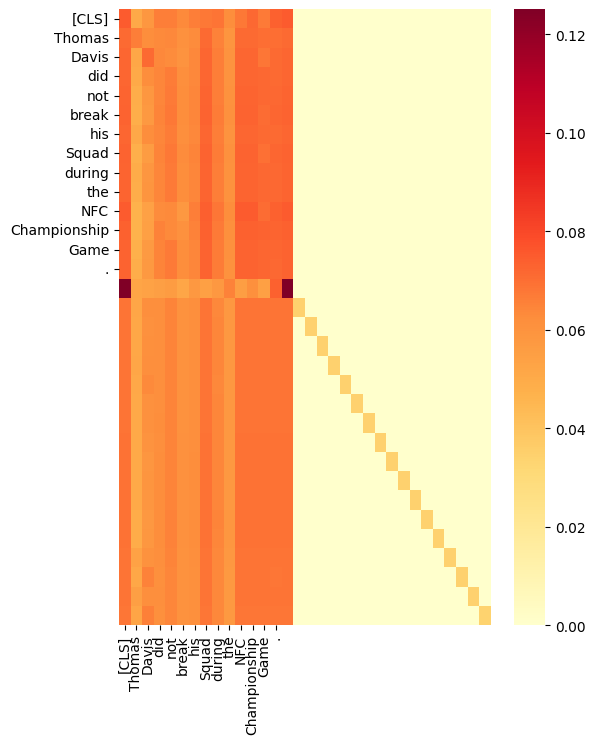 [CLS]
Thomas
Davis
did
not
break
his
Squad
during
the
NFC
Championship
Game
.
0.12
0.10
0.08
0.06
0.04
0.02
0.00
[CLS]
Thomas
Davis
did
not
break
his
Squad
during
the
NFC
Championship
Game
.